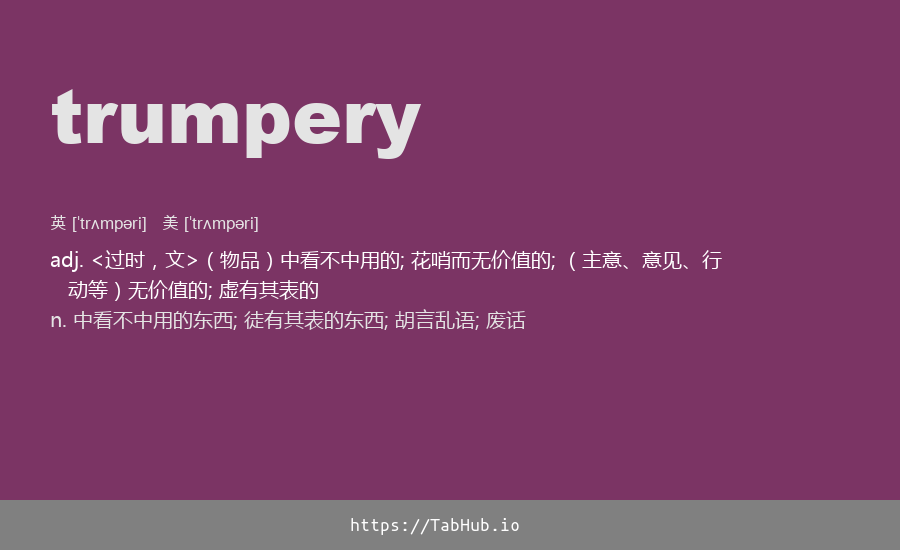 trumpery
英 [ˈtrʌmpəri] 美 [ˈtrʌmpəri]
adj. <过时，文>（物品）中看不中用的; 花哨而无价值的; （主意、意见、行
动等）无价值的; 虚有其表的
n. 中看不中用的东西; 徒有其表的东西; 胡言乱语; 废话
https://TabHub.io